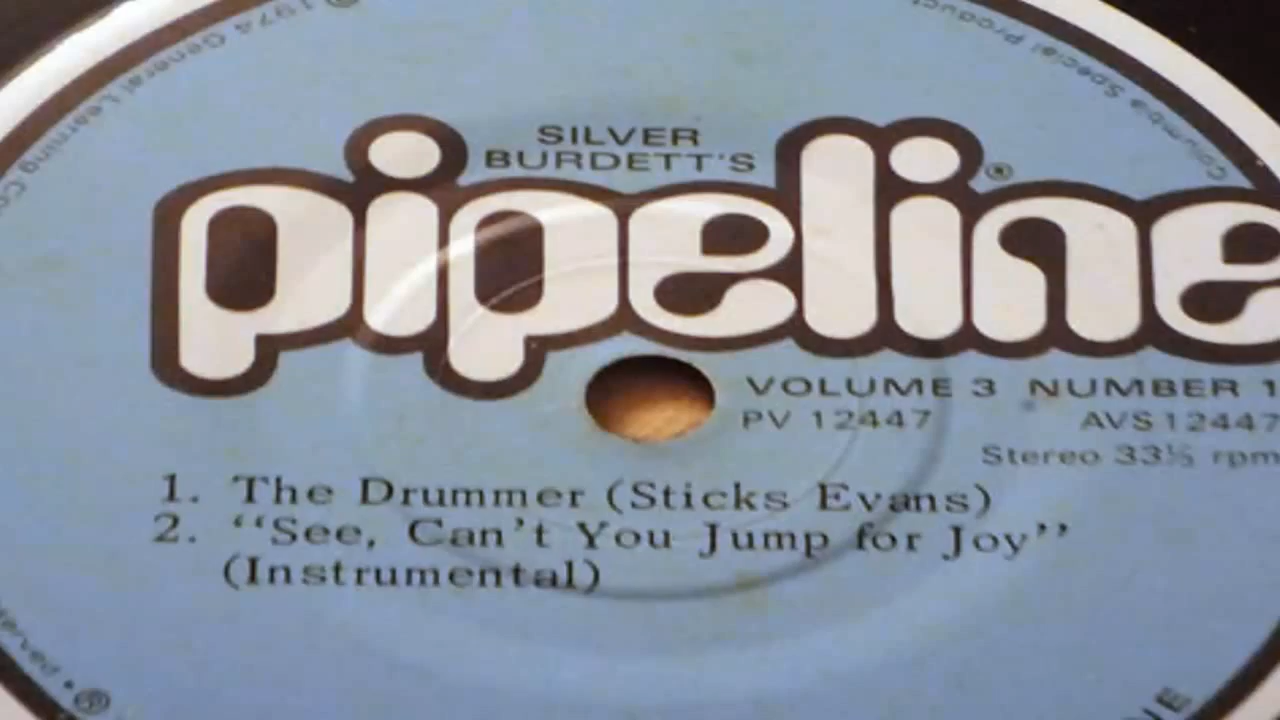 ℗ 1974 General Learning Co
Columbia Special Product
SILVER
BURDETT'S
pipeline®
VOLUME 3 NUMBER 1
PV 12447 AVS 12447
Stereo 33⅓ rpm
1. The Drummer (Sticks Evans)
2. "See, Can't You Jump for Joy"
(Instrumental)